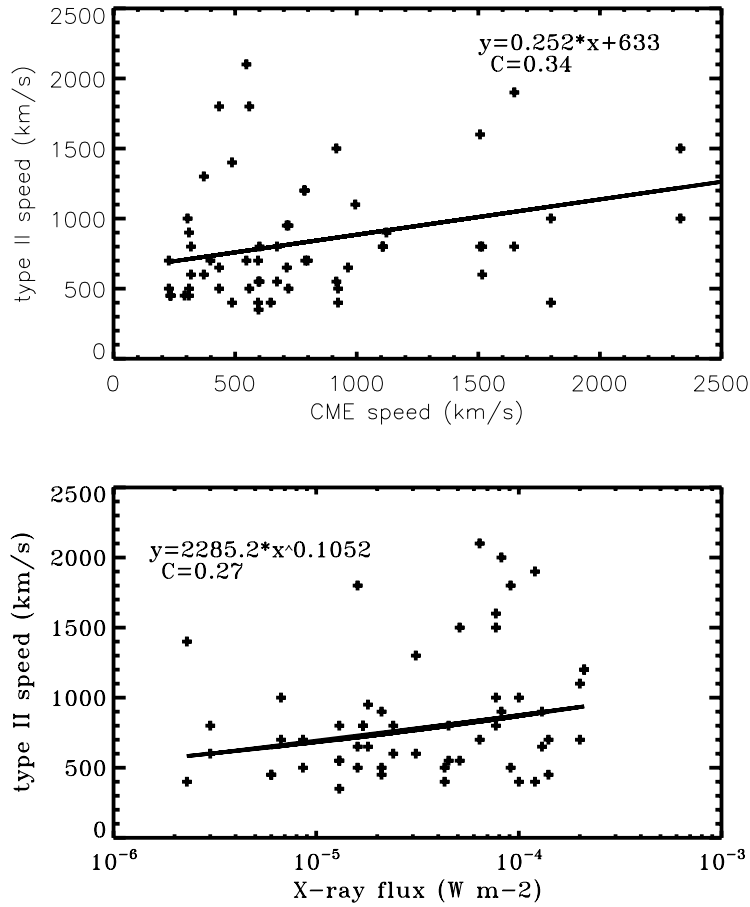 2500
2000
1500
1000
500
0
type II speed (km/s)
y=0.252*x+633
C=0.34
0 500 1000 1500 2000 2500
CME speed (km/s)
2500
2000
1500
1000
500
0
type II speed (km/s)
y=2285.2*x^0.1052
C=0.27
10-6 10-5 10-4 10-3
X-ray flux (W m-2)